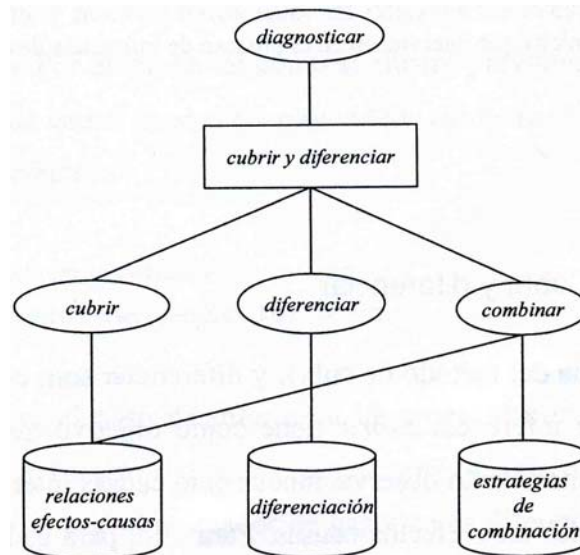 diagnosticar
cubrir y diferenciar
cubrir
diferenciar
combinar
relaciones
efectos-causas
diferenciación
estrategias
de
combinación